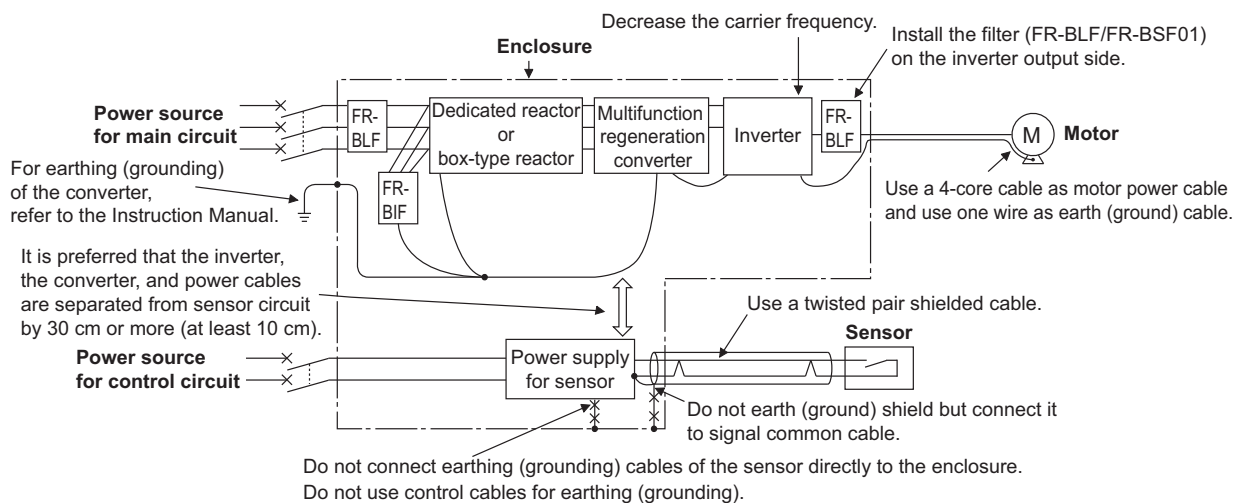 Decrease the carrier frequency.
Install the filter (FR-BLF/FR-BSF01)
on the inverter output side.
Enclosure
Power source
for main circuit
FR-
BLF
Dedicated reactor
or
box-type reactor
Multifunction
regeneration
converter
Inverter
FR-
BLF
M
Motor
For earthing (grounding)
of the converter,
refer to the Instruction Manual.
FR-
BIF
Use a 4-core cable as motor power cable
and use one wire as earth (ground) cable.
It is preferred that the inverter,
the converter, and power cables
are separated from sensor circuit
by 30 cm or more (at least 10 cm).
Use a twisted pair shielded cable.
Sensor
Power source
for control circuit
Power supply
for sensor
Do not earth (ground) shield but connect it
to signal common cable.
Do not connect earthing (grounding) cables of the sensor directly to the enclosure.
Do not use control cables for earthing (grounding).